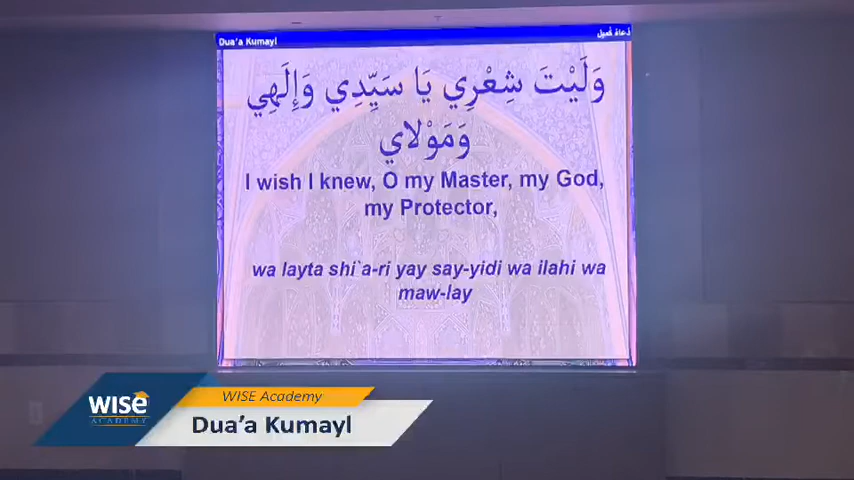 Dua'a Kumayl
دعاء كميل
وَلَيْتَ شِعْرِي يَا سَيِّدِي وَإِلَهِي
وَمَوْلاي
I wish I knew, O my Master, my God,
my Protector,
wa layta shi`a-ri yay say-yidi wa ilahi wa
maw-lay
WISE Academy
WISE
ACADEMY
Dua'a Kumayl